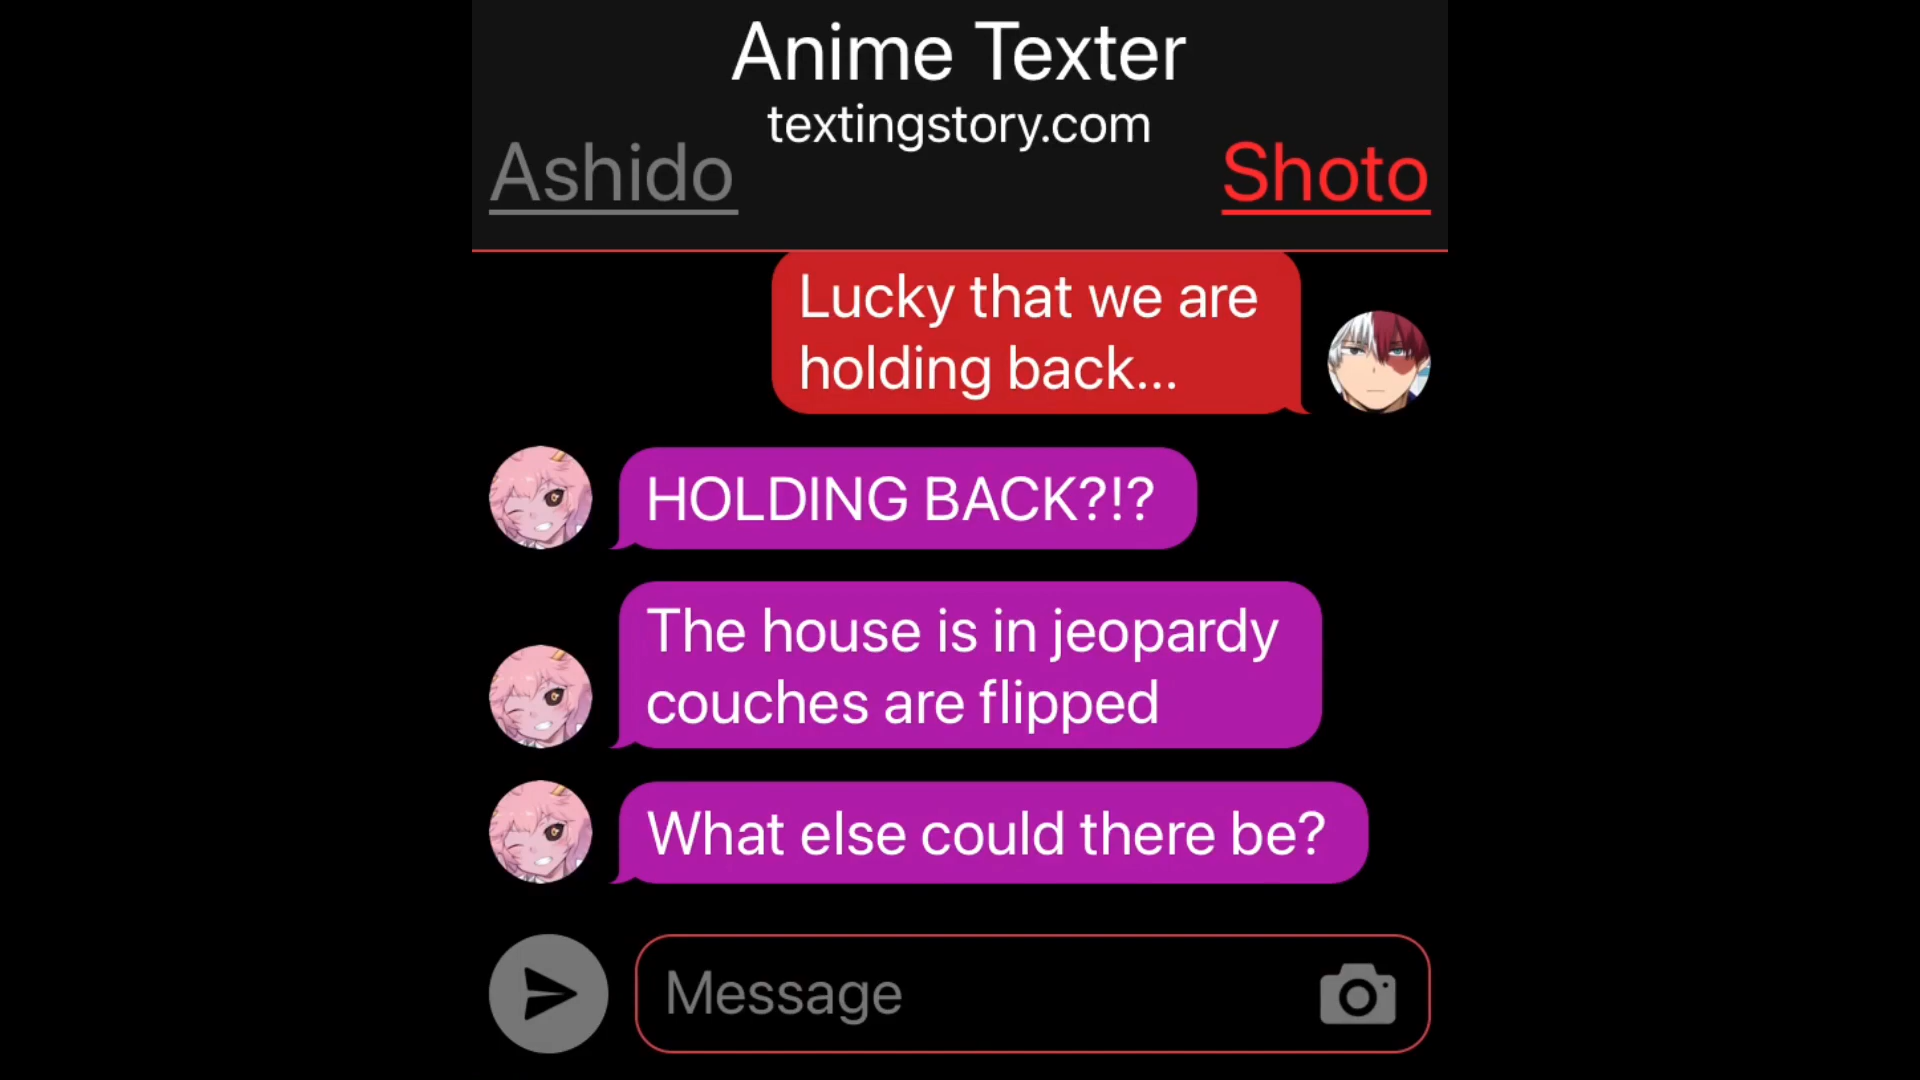 Anime Texter
textingstory.com
Ashido
Shoto
Lucky that we are
holding back...
HOLDING BACK?!?
The house is in jeopardy
couches are flipped
What else could there be?
Message